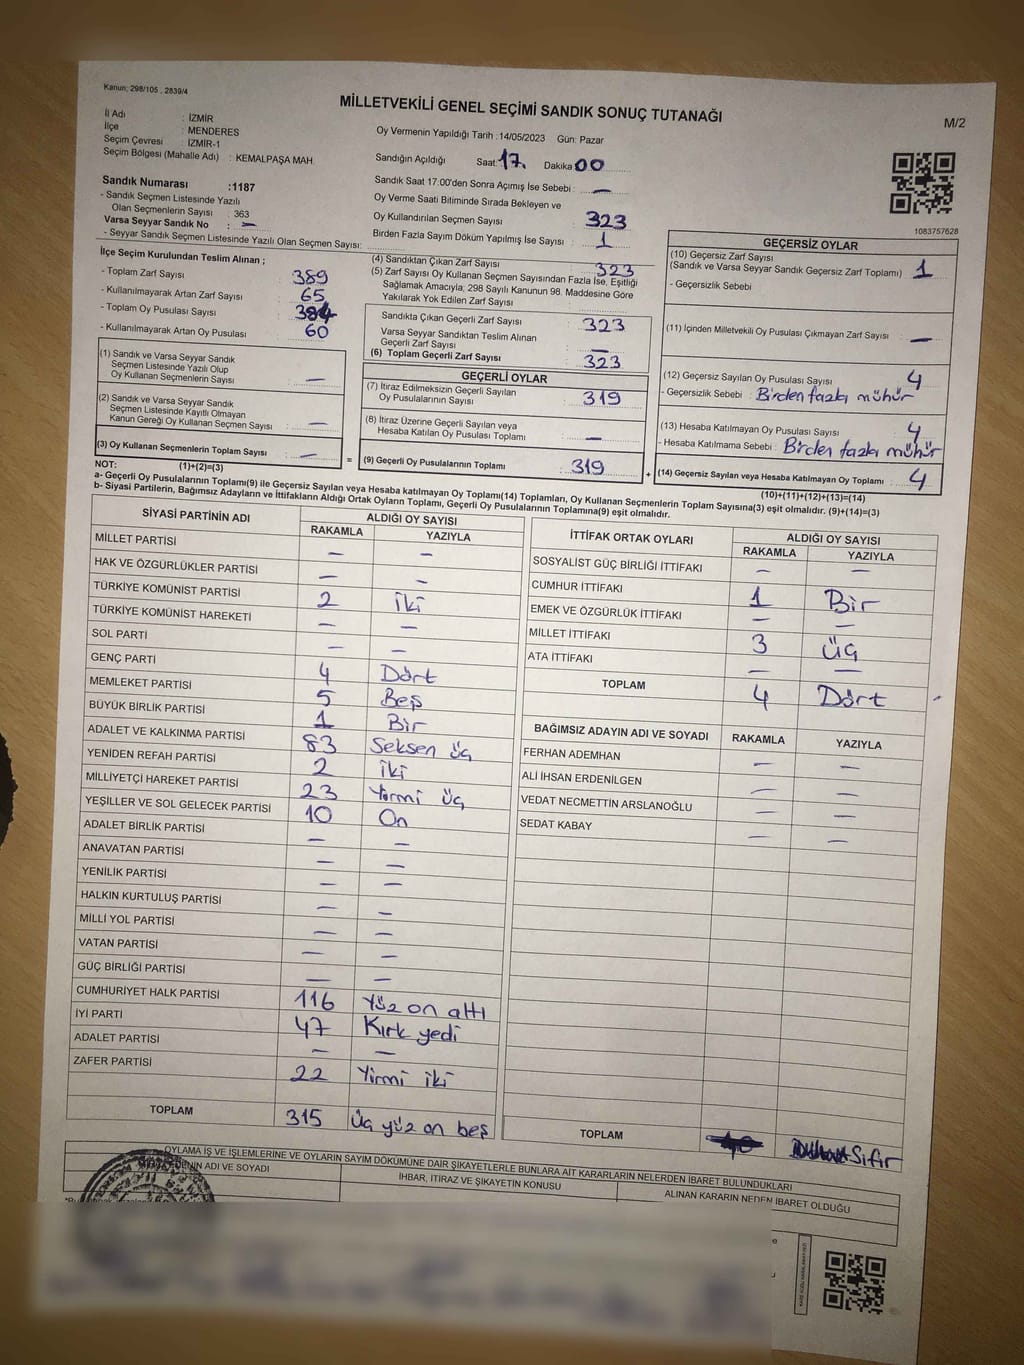 Kanun; 298/105 , 2839/4
MİLLETVEKİLİ GENEL SEÇİMİ SANDIK SONUÇ TUTANAĞI
M/2
İl Adı : İZMİR
İlçe : MENDERES
Seçim Çevresi : İZMİR-1
Seçim Bölgesi (Mahalle Adı) : KEMALPAŞA MAH.
Oy Vermenin Yapıldığı Tarih :14/05/2023 Gün: Pazar
Sandığın Açıldığı Saat: 17. Dakika 00
Sandık Saat 17:00'den Sonra Açımış İse Sebebi : —
Oy Verme Saati Bitiminde Sırada Bekleyen ve
Oy Kullandırılan Seçmen Sayısı : 323
Birden Fazla Sayım Döküm Yapılmış İse Sayısı : 1
Sandık Numarası :1187
- Sandık Seçmen Listesinde Yazılı
Olan Seçmenlerin Sayısı : 363
Varsa Seyyar Sandık No : —
- Seyyar Sandık Seçmen Listesinde Yazılı Olan Seçmen Sayısı:
1083757628
İlçe Seçim Kurulundan Teslim Alınan ;
- Toplam Zarf Sayısı : 389
- Kullanılmayarak Artan Zarf Sayısı : 65
- Toplam Oy Pusulası Sayısı : 384
- Kullanılmayarak Artan Oy Pusulası : 60
(1) Sandık ve Varsa Seyyar Sandık
Seçmen Listesinde Yazılı Olup
Oy Kullanan Seçmenlerin Sayısı : —
(2) Sandık ve Varsa Seyyar Sandık
Seçmen Listesinde Kayıtlı Olmayan
Kanun Gereği Oy Kullanan Seçmen Sayısı : —
(3) Oy Kullanan Seçmenlerin Toplam Sayısı : —
(1)+(2)=(3)
(4) Sandıktan Çıkan Zarf Sayısı : 323
(5) Zarf Sayısı Oy Kullanan Seçmen Sayısından Fazla İse, Eşitliği
Sağlamak Amacıyla; 298 Sayılı Kanunun 98. Maddesine Göre
Yakılarak Yok Edilen Zarf Sayısı :
Sandıkta Çıkan Geçerli Zarf Sayısı : 323
Varsa Seyyar Sandıktan Teslim Alınan
Geçerli Zarf Sayısı : —
(6) Toplam Geçerli Zarf Sayısı : 323
GEÇERLİ OYLAR
(7) İtiraz Edilmeksizin Geçerli Sayılan
Oy Pusulalarının Sayısı : 319
(8) İtiraz Üzerine Geçerli Sayılan veya
Hesaba Katılan Oy Pusulası Toplamı : —
= (9) Geçerli Oy Pusulalarının Toplamı : 319 +
GEÇERSİZ OYLAR
(10) Geçersiz Zarf Sayısı
(Sandık ve Varsa Seyyar Sandık Geçersiz Zarf Toplamı) : 1
- Geçersizlik Sebebi :
(11) İçinden Milletvekili Oy Pusulası Çıkmayan Zarf Sayısı : —
(12) Geçersiz Sayılan Oy Pusulası Sayısı : 4
- Geçersizlik Sebebi : Birden fazla mühür
(13) Hesaba Katılmayan Oy Pusulası Sayısı : 4
- Hesaba Katılmama Sebebi : Birden fazla mühür
(14) Geçersiz Sayılan veya Hesaba Katılmayan Oy Toplamı : 4
(10)+(11)+(12)+(13)=(14)
NOT:
a- Geçerli Oy Pusulalarının Toplamı(9) ile Geçersiz Sayılan veya Hesaba katılmayan Oy Toplamı(14) Toplamları, Oy Kullanan Seçmenlerin Toplam Sayısına(3) eşit olmalıdır. (9)+(14)=(3)
b- Siyasi Partilerin, Bağımsız Adayların ve İttifakların Aldığı Ortak Oyların Toplamı, Geçerli Oy Pusulalarının Toplamına(9) eşit olmalıdır.
SİYASİ PARTİNİN ADI ALDIĞI OY SAYISI
RAKAMLA YAZIYLA
MİLLET PARTİSİ — —
HAK VE ÖZGÜRLÜKLER PARTİSİ — —
TÜRKİYE KOMÜNİST PARTİSİ 2 iki
TÜRKİYE KOMÜNİST HAREKETİ — —
SOL PARTİ — —
GENÇ PARTİ 4 Dört
MEMLEKET PARTİSİ 5 Beş
BÜYÜK BİRLİK PARTİSİ 1 Bir
ADALET VE KALKINMA PARTİSİ 83 Seksen üç
YENİDEN REFAH PARTİSİ 2 iki
MİLLİYETÇİ HAREKET PARTİSİ 23 Yirmi üç
YEŞİLLER VE SOL GELECEK PARTİSİ 10 On
ADALET BİRLİK PARTİSİ — —
ANAVATAN PARTİSİ — —
YENİLİK PARTİSİ — —
HALKIN KURTULUŞ PARTİSİ — —
MİLLİ YOL PARTİSİ — —
VATAN PARTİSİ — —
GÜÇ BİRLİĞİ PARTİSİ — —
CUMHURİYET HALK PARTİSİ 116 Yüz on altı
İYİ PARTİ 47 Kırk yedi
ADALET PARTİSİ — —
ZAFER PARTİSİ 22 Yirmi iki
TOPLAM 315 Üç yüz on beş
İTTİFAK ORTAK OYLARI ALDIĞI OY SAYISI
RAKAMLA YAZIYLA
SOSYALİST GÜÇ BİRLİĞİ İTTİFAKI — —
CUMHUR İTTİFAKI 1 Bir
EMEK VE ÖZGÜRLÜK İTTİFAKI — —
MİLLET İTTİFAKI 3 Üç
ATA İTTİFAKI — —
TOPLAM 4 Dört
BAĞIMSIZ ADAYIN ADI VE SOYADI RAKAMLA YAZIYLA
FERHAN ADEMHAN — —
ALİ İHSAN ERDENİLGEN — —
VEDAT NECMETTİN ARSLANOĞLU — —
SEDAT KABAY — —
TOPLAM Sıfır
OYLAMA İŞ VE İŞLEMLERİNE VE OYLARIN SAYIM DÖKÜMÜNE DAİR ŞİKAYETLERLE BUNLARA AİT KARARLARIN NELERDEN İBARET BULUNDUKLARI
ADI VE SOYADI İHBAR, İTİRAZ VE ŞİKAYETİN KONUSU ALINAN KARARIN NEDEN İBARET OLDUĞU